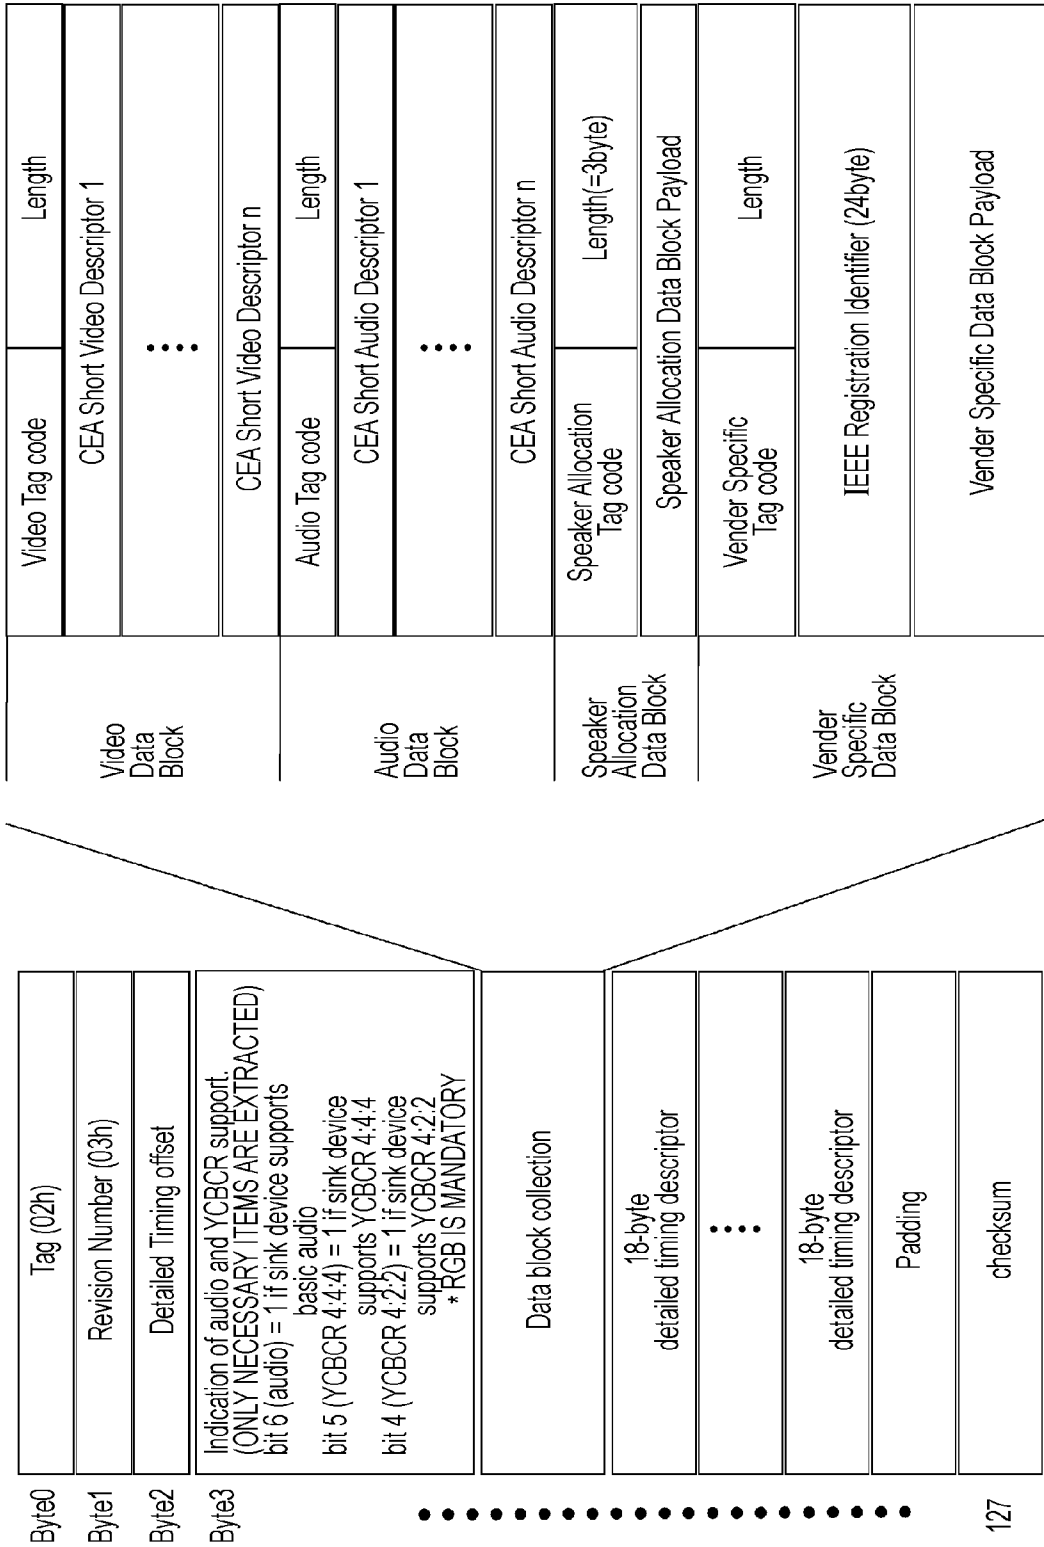 Byte0
Tag (02h)
Byte1
Revision Number (03h)
Byte2
Detailed Timing offset
Byte3
Indication of audio and YCBCR support.
(ONLY NECESSARY ITEMS ARE EXTRACTED)
bit 6 (audio) = 1 if sink device supports
basic audio
bit 5 (YCBCR 4:4:4) = 1 if sink device
supports YCBCR 4:4:4
bit 4 (YCBCR 4:2:2) = 1 if sink device
supports YCBCR 4:2:2
* RGB IS MANDATORY
Data block collection
18-byte
detailed timing descriptor
18-byte
detailed timing descriptor
Padding
127
checksum
Video
Data
Block
Video Tag code
Length
CEA Short Video Descriptor 1
CEA Short Video Descriptor n
Audio
Data
Block
Audio Tag code
Length
CEA Short Audio Descriptor 1
CEA Short Audio Descriptor n
Speaker
Allocation
Data Block
Speaker Allocation
Tag code
Length(=3byte)
Speaker Allocation Data Block Payload
Vender
Specific
Data Block
Vender Specific
Tag code
Length
IEEE Registration Identifier (24byte)
Vender Specific Data Block Payload